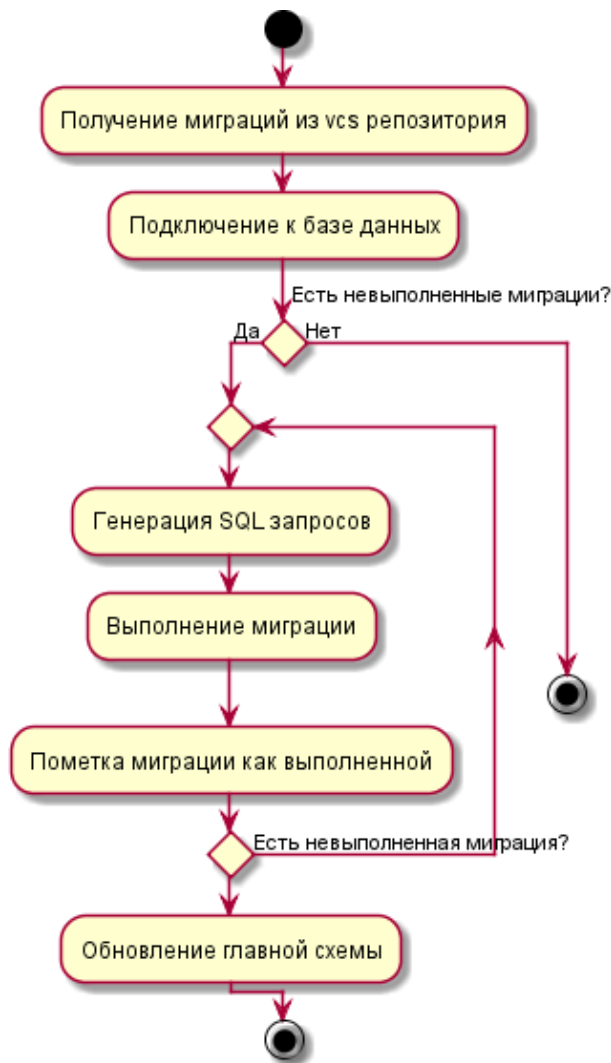 Получение миграций из vcs репозитория
Подключение к базе данных
Есть невыполненные миграции?
Да
Нет
Генерация SQL запросов
Выполнение миграции
Пометка миграции как выполненной
Есть невыполненная миграция?
Обновление главной схемы